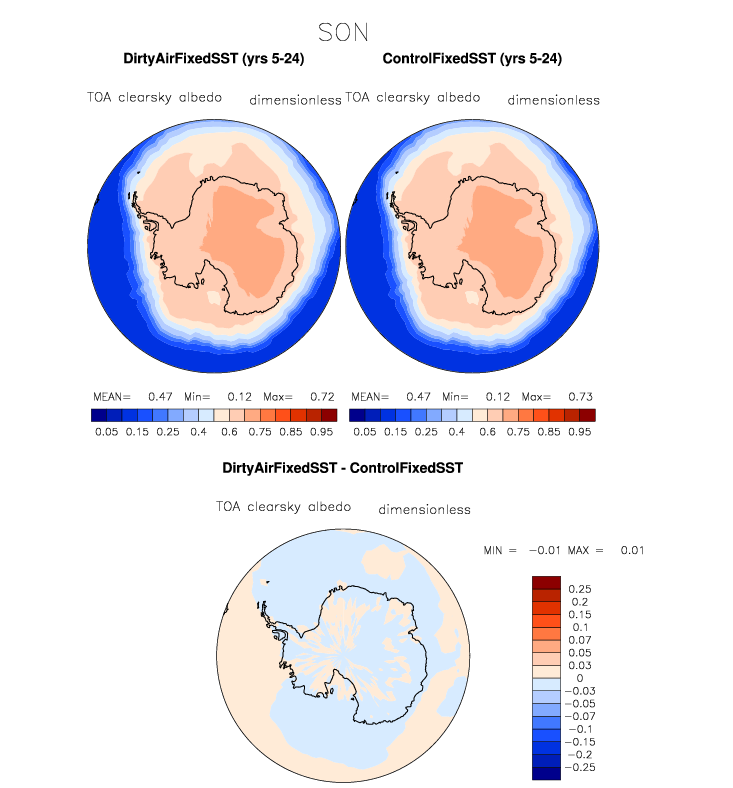 SON
DirtyAirFixedSST (yrs 5-24) ControlFixedSST (yrs 5-24)
TOA clearsky albedo dimensionless TOA clearsky albedo dimensionless
MEAN= 0.47 Min= 0.12 Max= 0.72 MEAN= 0.47 Min= 0.12 Max= 0.73
0.05 0.15 0.25 0.4 0.6 0.75 0.85 0.95 0.05 0.15 0.25 0.4 0.6 0.75 0.85 0.95
DirtyAirFixedSST - ControlFixedSST
TOA clearsky albedo dimensionless
MIN = -0.01 MAX = 0.01
0.25
0.2
0.15
0.1
0.07
0.05
0.03
0
-0.03
-0.05
-0.07
-0.1
-0.15
-0.2
-0.25